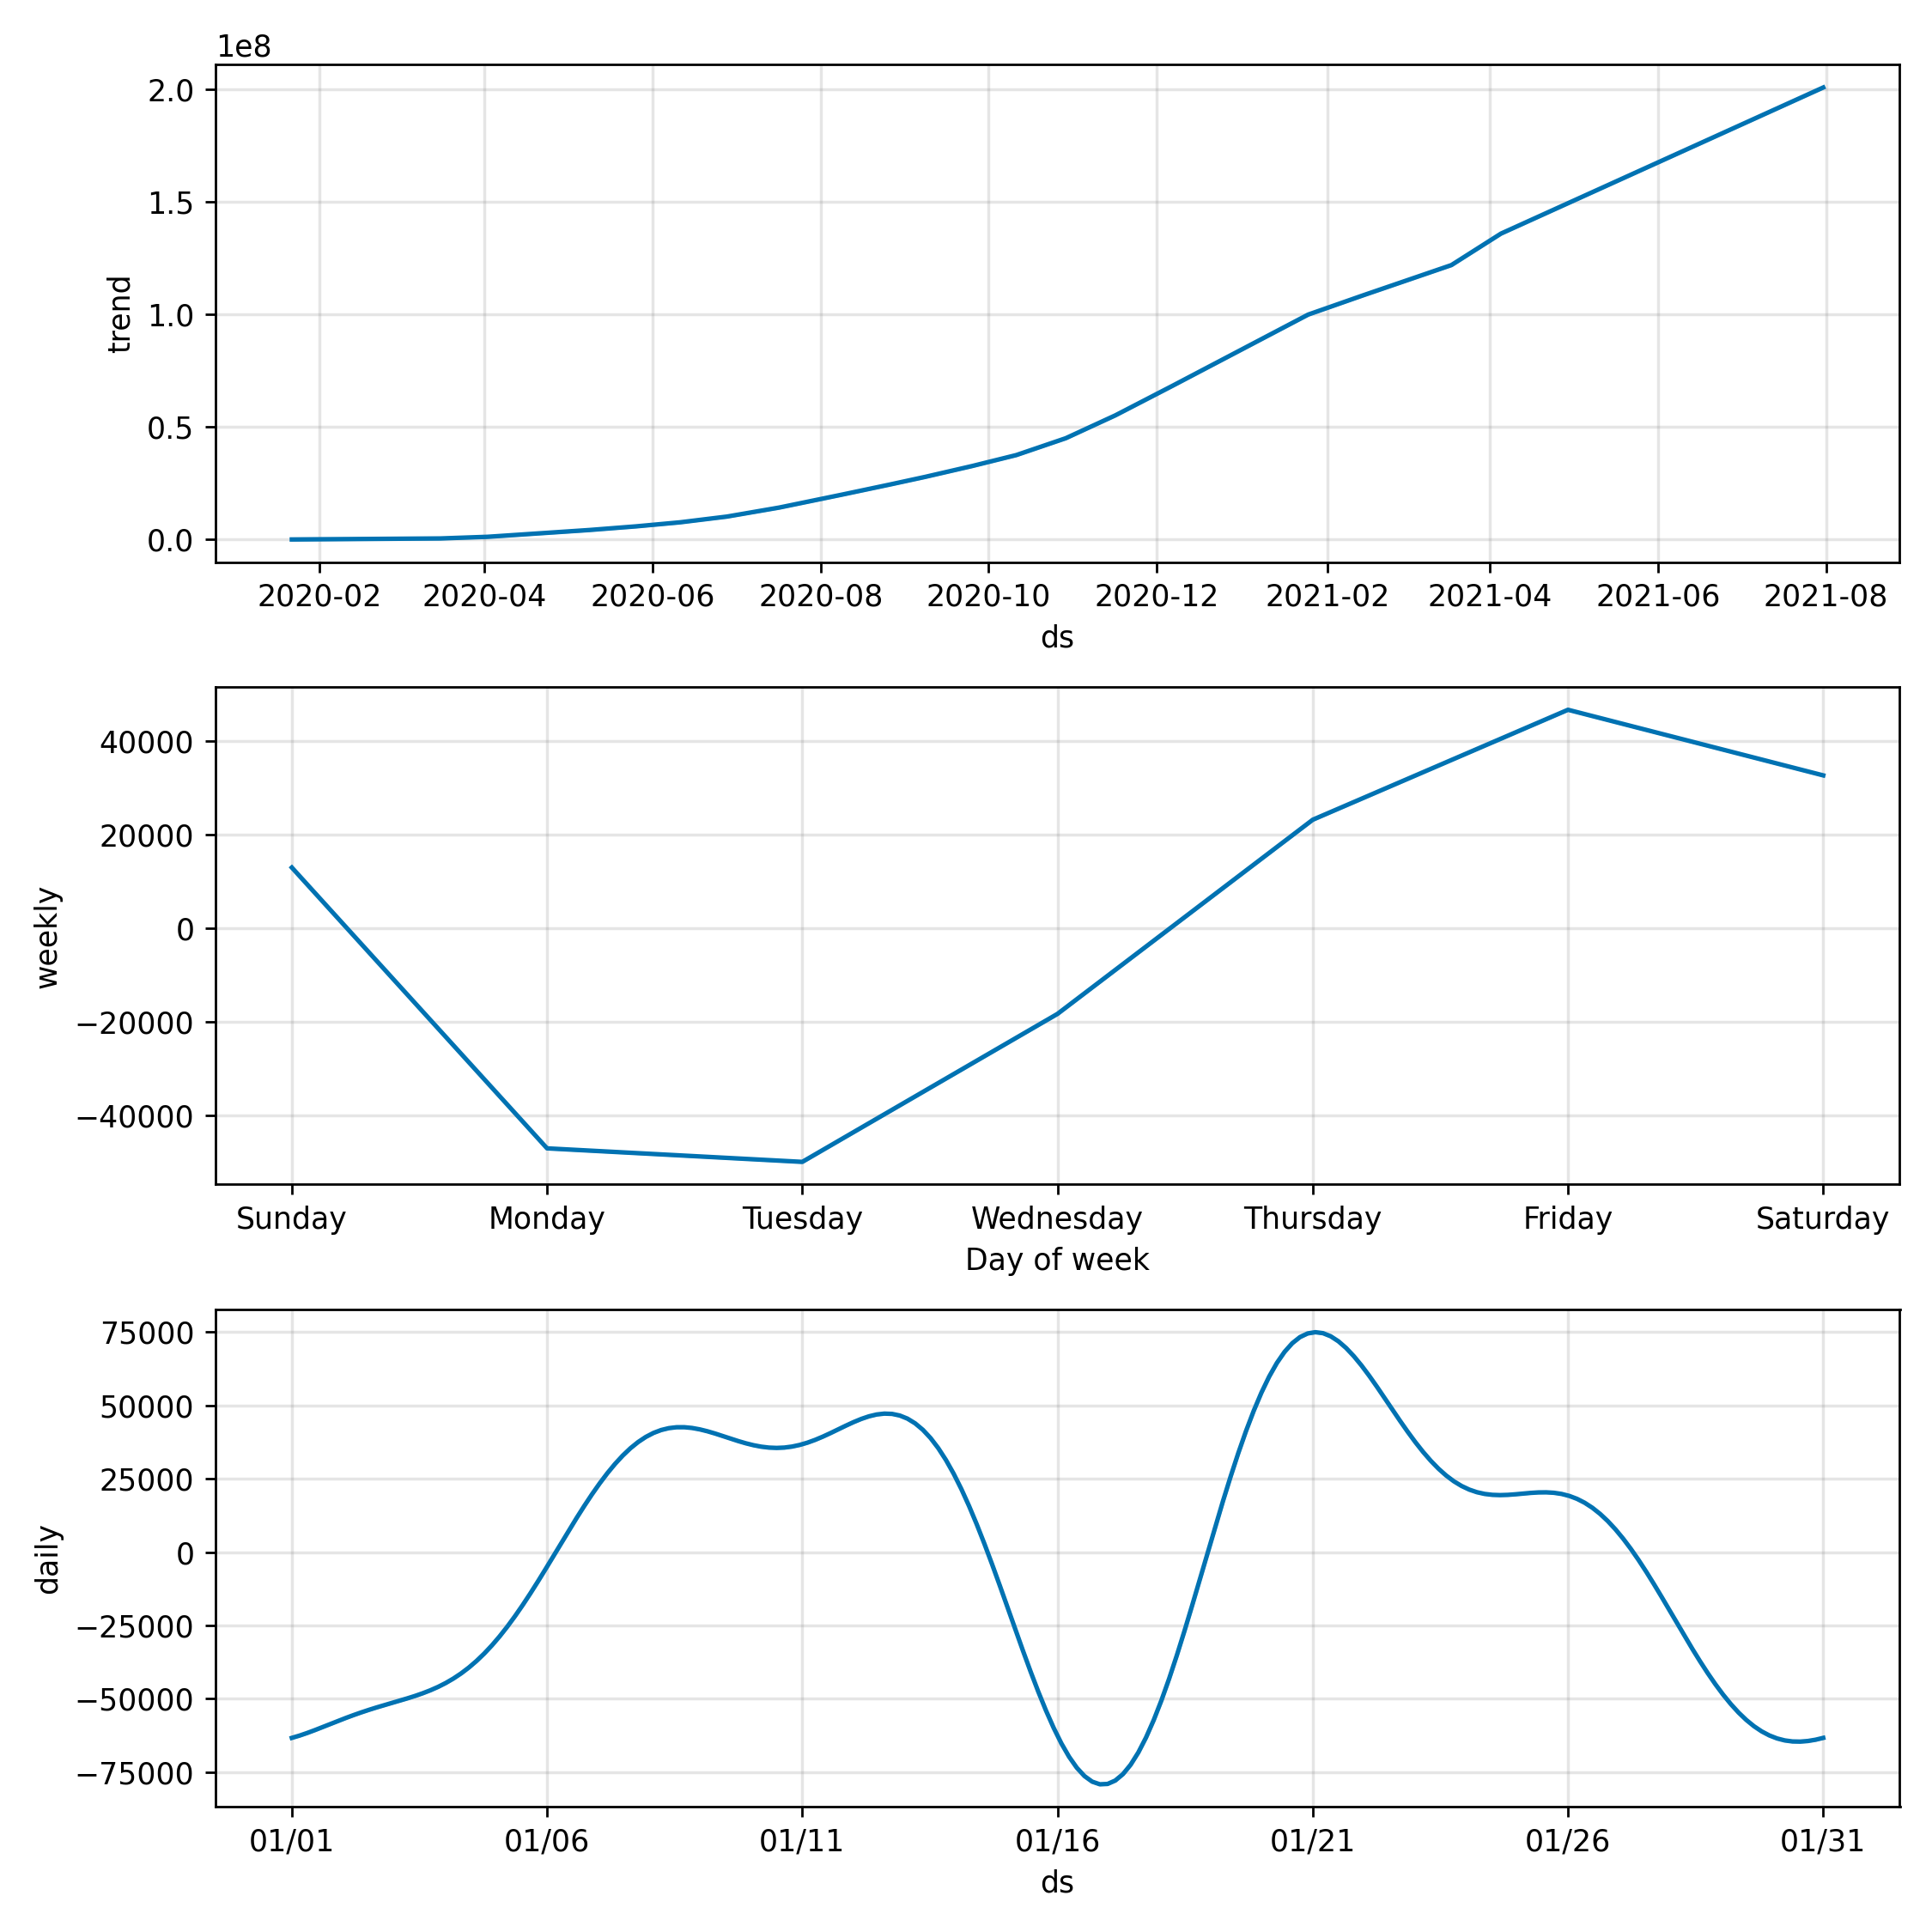 1e8
2.0
1.5
1.0
0.5
0.0
trend
2020-02 2020-04 2020-06 2020-08 2020-10 2020-12 2021-02 2021-04 2021-06 2021-08
ds
40000
20000
0
−20000
−40000
weekly
Sunday Monday Tuesday Wednesday Thursday Friday Saturday
Day of week
75000
50000
25000
0
−25000
−50000
−75000
daily
01/01 01/06 01/11 01/16 01/21 01/26 01/31
ds